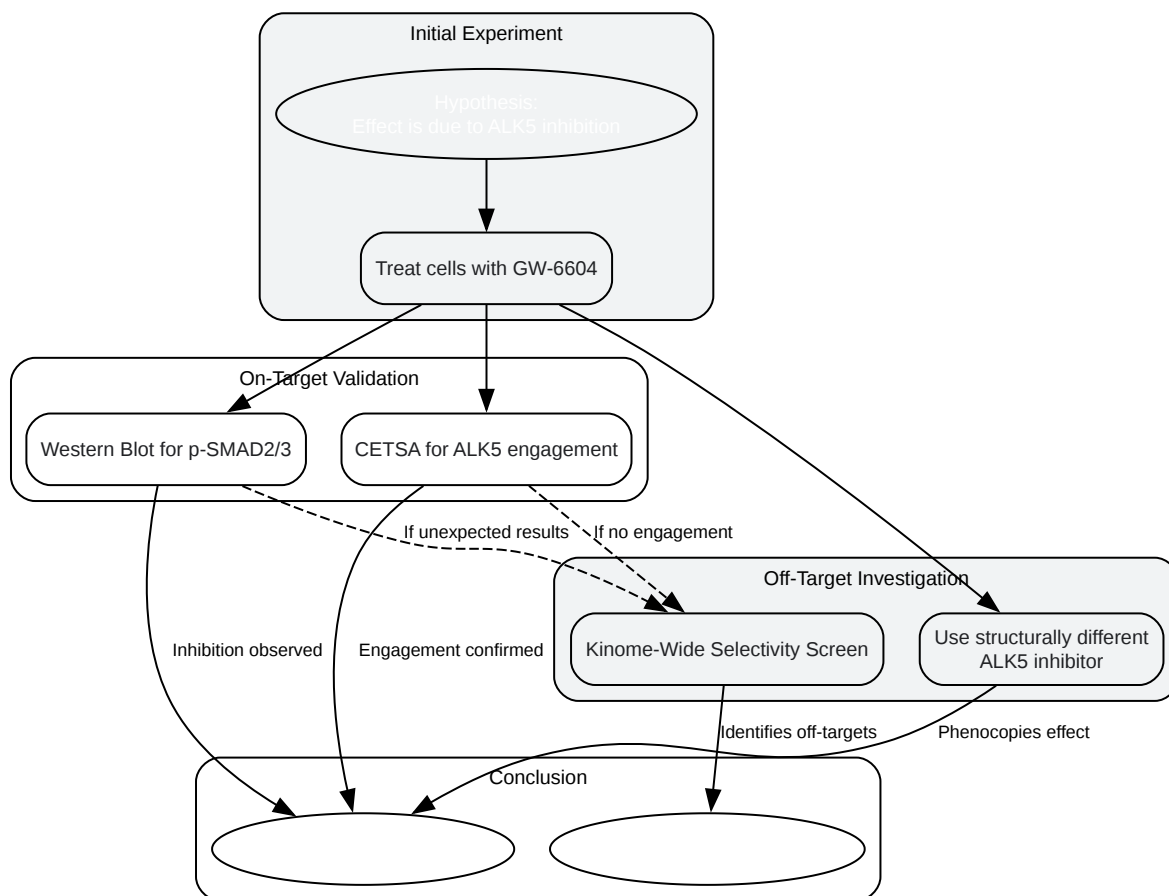 Initial Experiment
Hypothesis:
Effect is due to ALK5 inhibition
Treat cells with GW-6604
On-Target Validation
Western Blot for p-SMAD2/3
CETSA for ALK5 engagement
If unexpected results
If no engagement
Off-Target Investigation
Kinome-Wide Selectivity Screen
Use structurally different
ALK5 inhibitor
Inhibition observed
Engagement confirmed
Identifies off-targets
Phenocopies effect
Conclusion